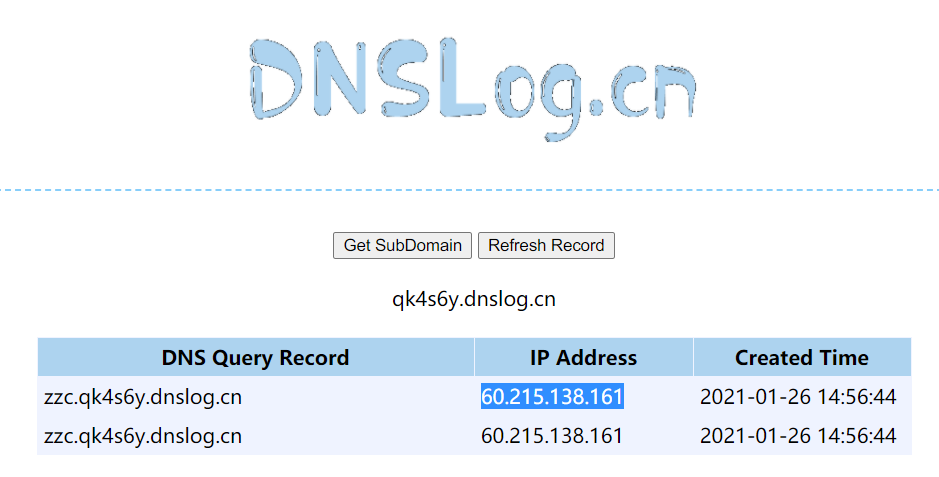 DNSLog.cn
Get SubDomain Refresh Record
qk4s6y.dnslog.cn
DNS Query Record IP Address Created Time
zzc.qk4s6y.dnslog.cn 60.215.138.161 2021-01-26 14:56:44
zzc.qk4s6y.dnslog.cn 60.215.138.161 2021-01-26 14:56:44